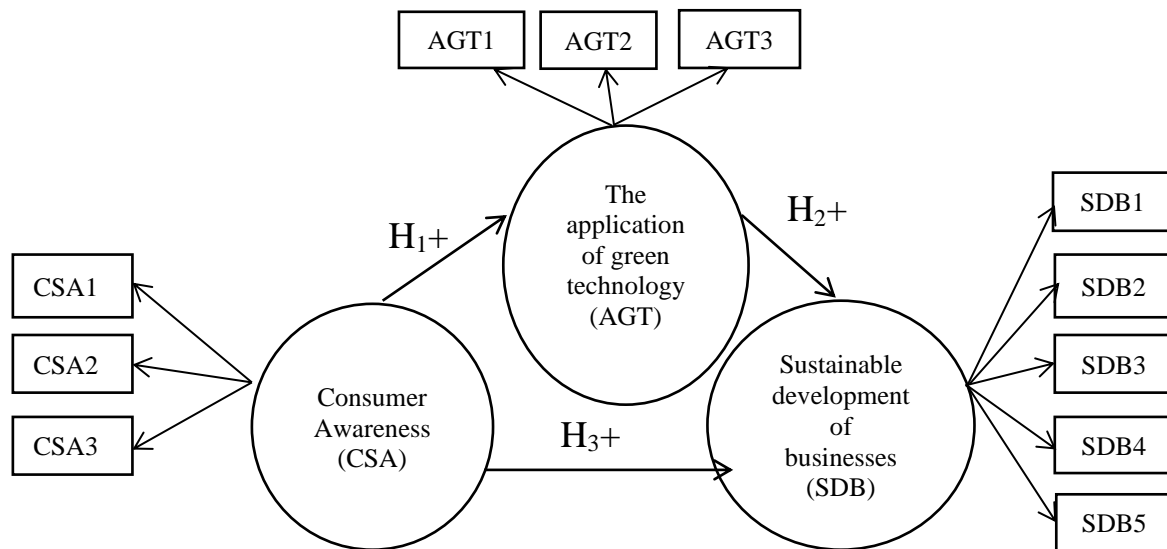 AGT1
AGT2
AGT3
The
application
of green
technology
(AGT)
H₁+
H₂+
CSA1
CSA2
CSA3
Consumer
Awareness
(CSA)
H₃+
Sustainable
development
of
businesses
(SDB)
SDB1
SDB2
SDB3
SDB4
SDB5